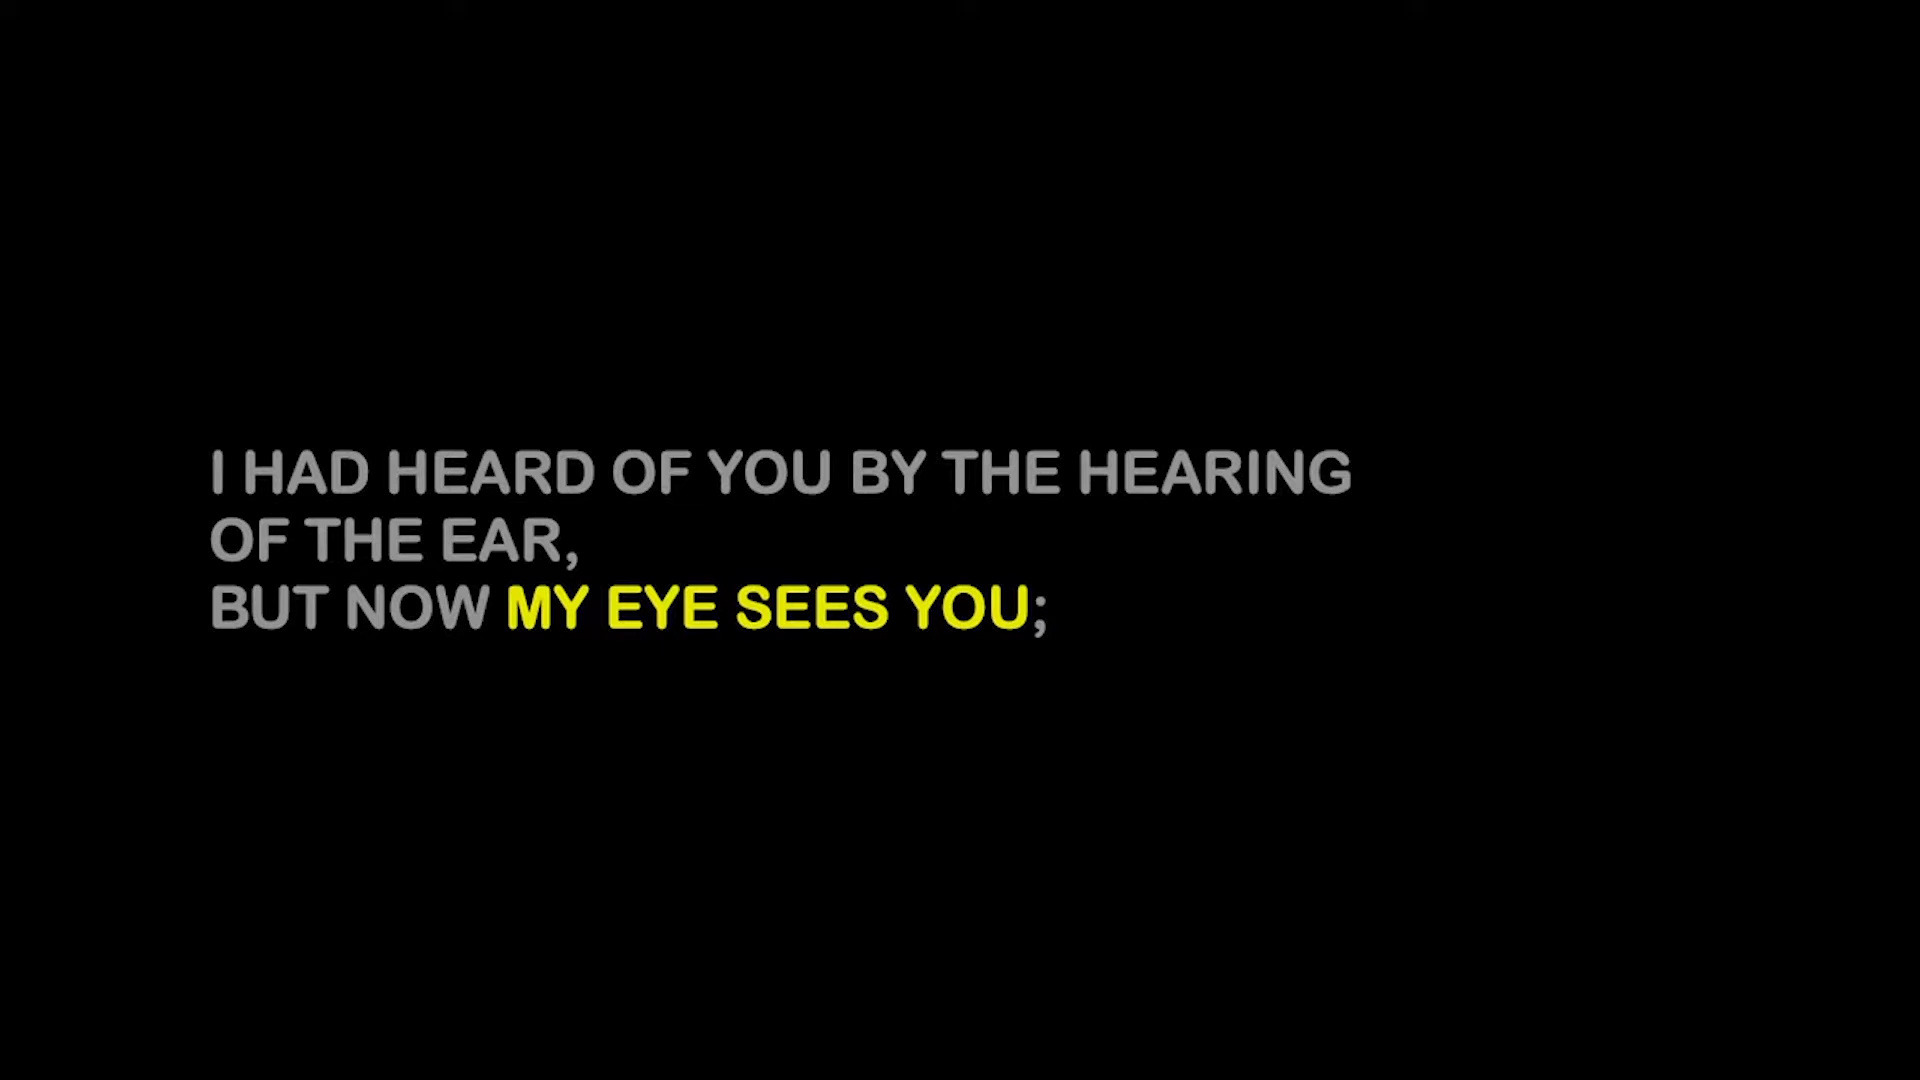 I HAD HEARD OF YOU BY THE HEARING
OF THE EAR,
BUT NOW MY EYE SEES YOU;